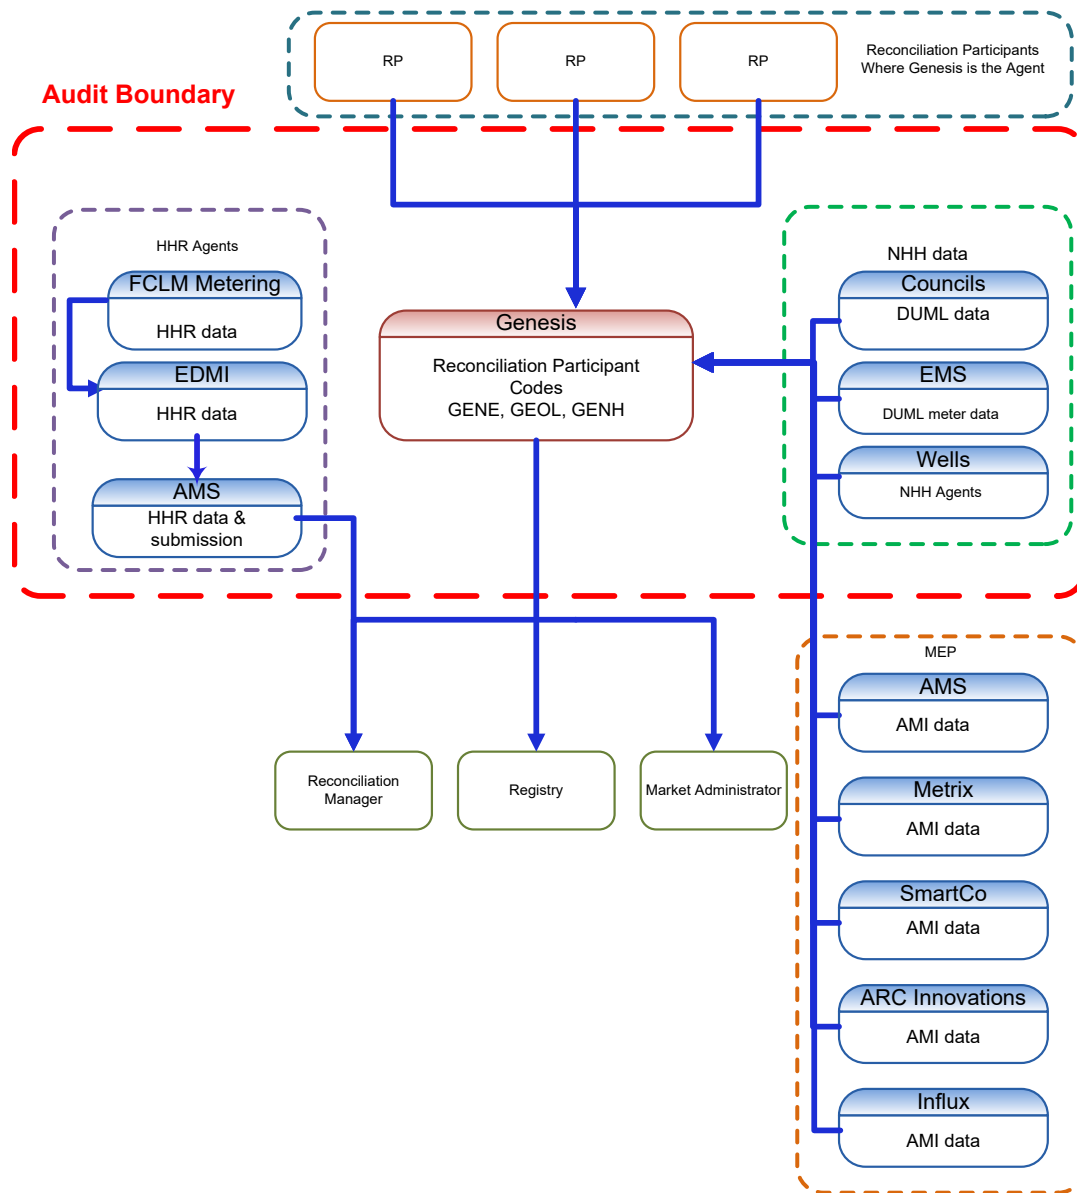 RP
RP
RP
Reconciliation Participants
Where Genesis is the Agent
Audit Boundary
HHR Agents
FCLM Metering
HHR data
EDMI
HHR data
AMS
HHR data &
submission
Genesis
Reconciliation Participant
Codes
GENE, GEOL, GENH
NHH data
Councils
DUML data
EMS
DUML meter data
Wells
NHH Agents
Reconciliation
Manager
Registry
Market Administrator
MEP
AMS
AMI data
Metrix
AMI data
SmartCo
AMI data
ARC Innovations
AMI data
Influx
AMI data